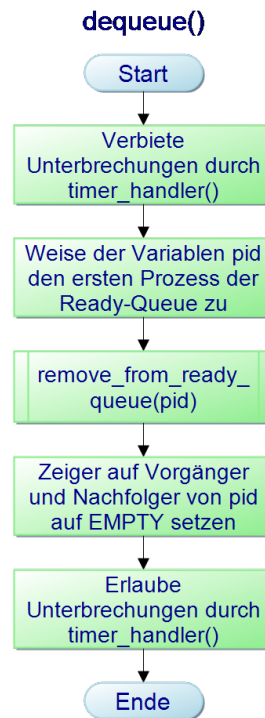 dequeue()
Start
Verbiete
Unterbrechungen durch
timer_handler()
Weise der Variablen pid
den ersten Prozess der
Ready-Queue zu
remove_from_ready_
queue(pid)
Zeiger auf Vorgänger
und Nachfolger von pid
auf EMPTY setzen
Erlaube
Unterbrechungen durch
timer_handler()
Ende